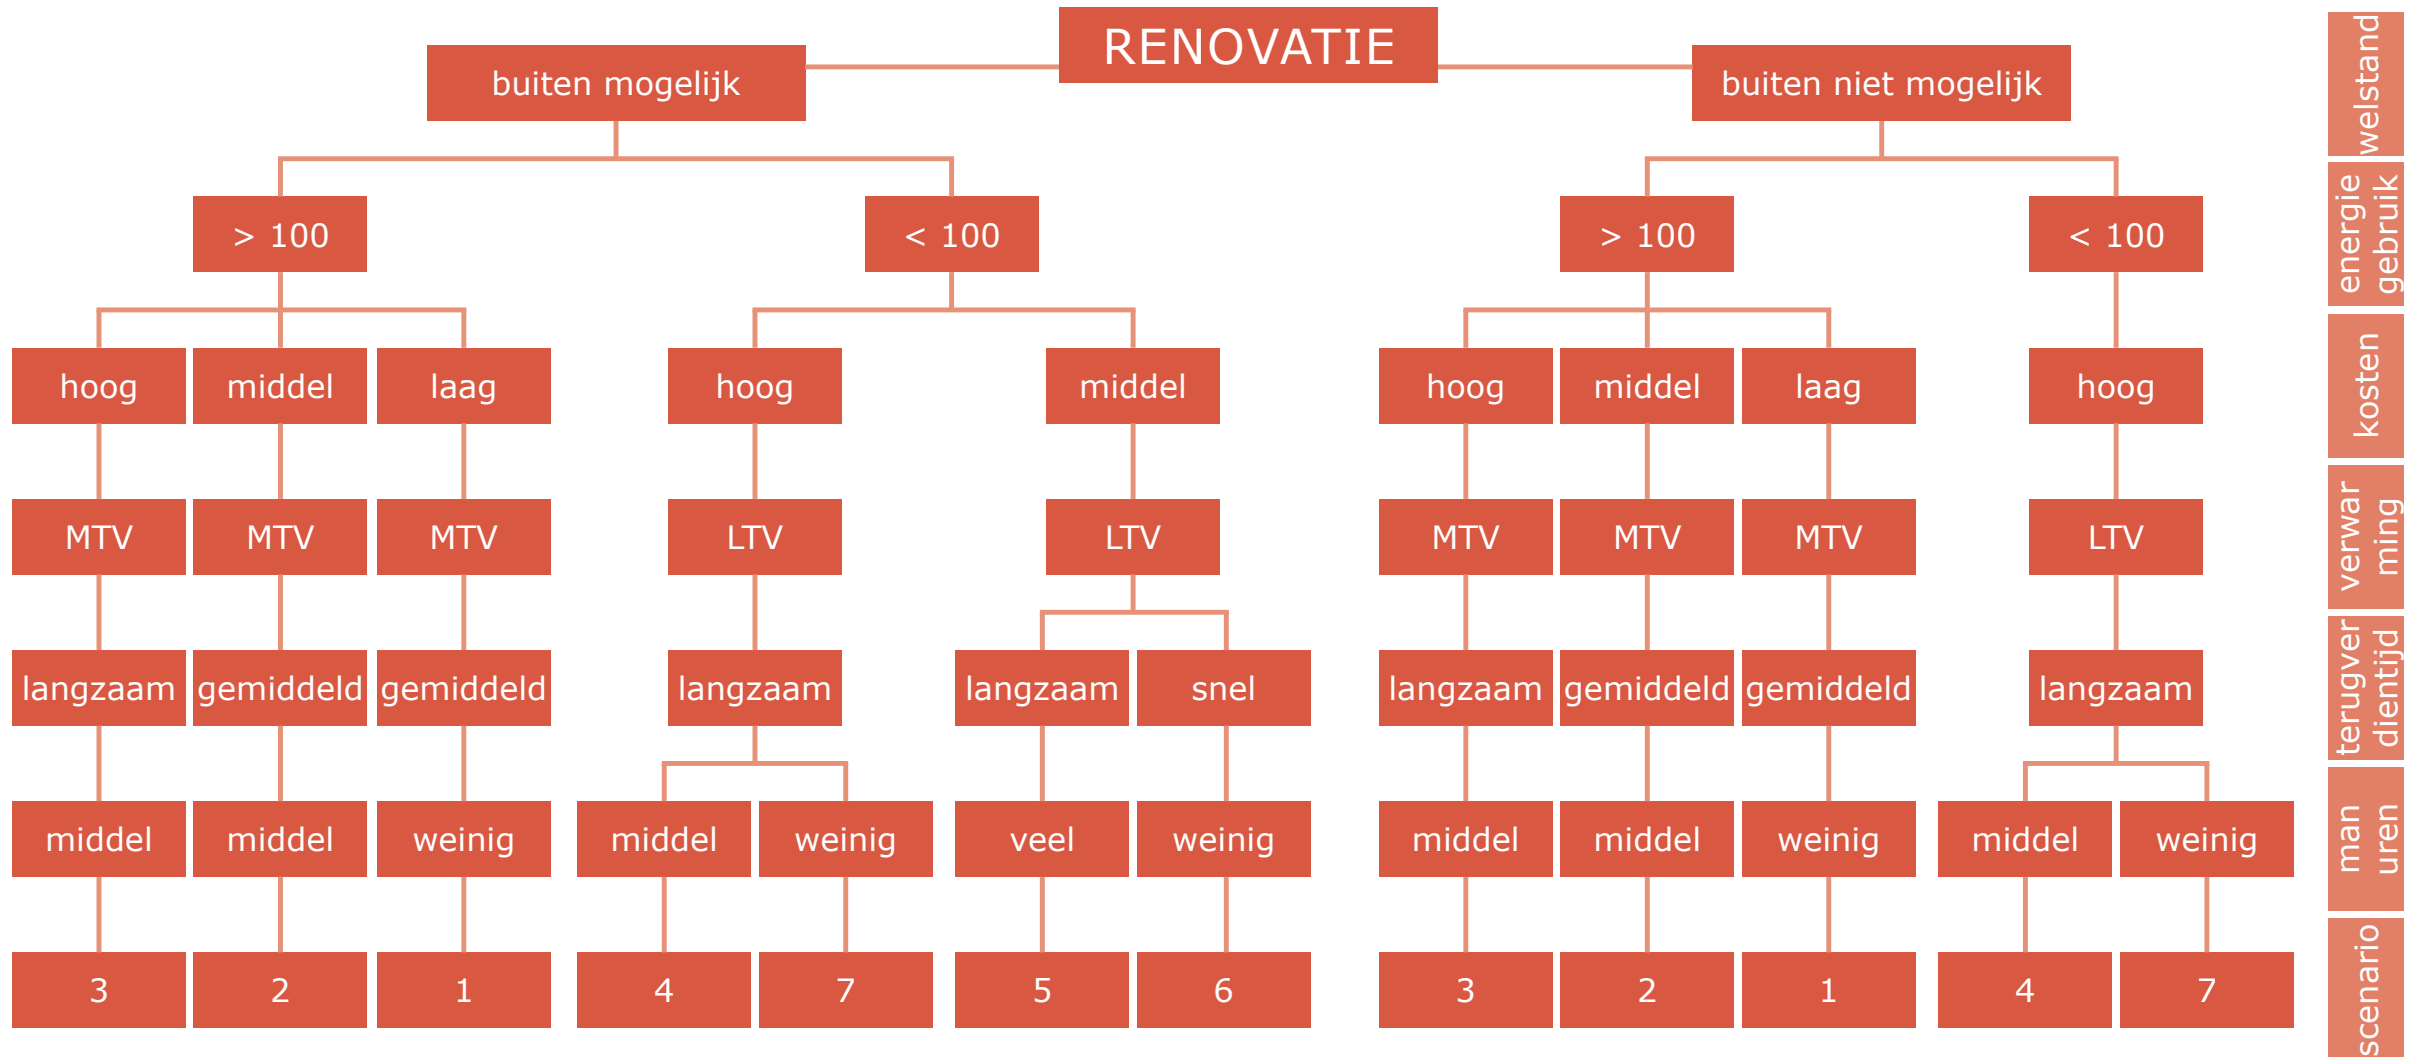 RENOVATIE
buiten mogelijk
buiten niet mogelijk
welstand
> 100
< 100
> 100
< 100
energie
gebruik
hoog
middel
laag
hoog
middel
hoog
middel
laag
hoog
kosten
MTV
MTV
MTV
LTV
LTV
MTV
MTV
MTV
LTV
verwar
ming
langzaam
gemiddeld
gemiddeld
langzaam
langzaam
snel
langzaam
gemiddeld
gemiddeld
langzaam
terugver
dientijd
middel
middel
weinig
middel
weinig
veel
weinig
middel
middel
weinig
middel
weinig
man
uren
3
2
1
4
7
5
6
3
2
1
4
7
scenario